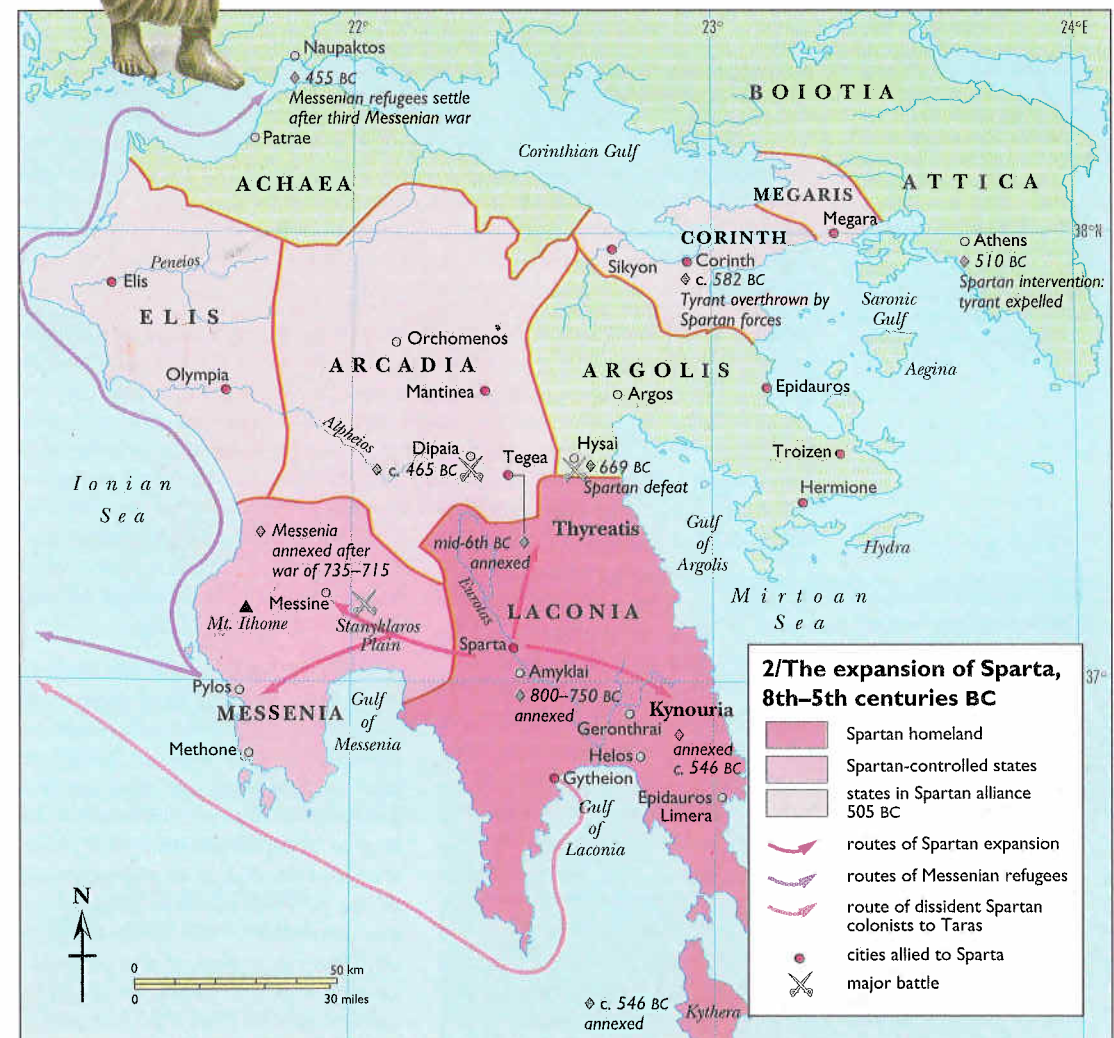 22°
23°
24°E
Naupaktos
455 BC
Messenian refugees settle
after third Messenian war
Patrae
BOIOTIA
Corinthian Gulf
ACHAEA
ATTICA
MEGARIS
Megara
38°N
CORINTH
Corinth
c. 582 BC
Tyrant overthrown by
Spartan forces
Sikyon
Athens
510 BC
Spartan intervention:
tyrant expelled
Saronic
Gulf
Aegina
Peneios
Elis
ELIS
Olympia
Orchomenos
ARCADIA
Mantinea
ARGOLIS
Argos
Epidauros
Alpheios
Dipaia
c. 465 BC
Tegea
Hysai
669 BC
Spartan defeat
Troizen
Hermione
Hydra
Ionian
Sea
Thyreatis
Gulf
of
Argolis
Mirtoan
Sea
Messenia
annexed after
war of 735–715
mid-6th BC
annexed
Eurotas
LACONIA
Messine
Mt. Ithome
Stanyklaros
Plain
Sparta
Amyklai
800–750 BC
annexed
37°
Pylos
MESSENIA
Gulf
of
Messenia
Methone
Geronthrai
Kynouria
annexed
c. 546 BC
Helos
Gytheion
Epidauros
Limera
Gulf
of
Laconia
c. 546 BC
annexed
Kythera
N
0
50 km
0
30 miles
2/The expansion of Sparta,
8th–5th centuries BC
Spartan homeland
Spartan-controlled states
states in Spartan alliance
505 BC
routes of Spartan expansion
routes of Messenian refugees
route of dissident Spartan
colonists to Taras
cities allied to Sparta
major battle